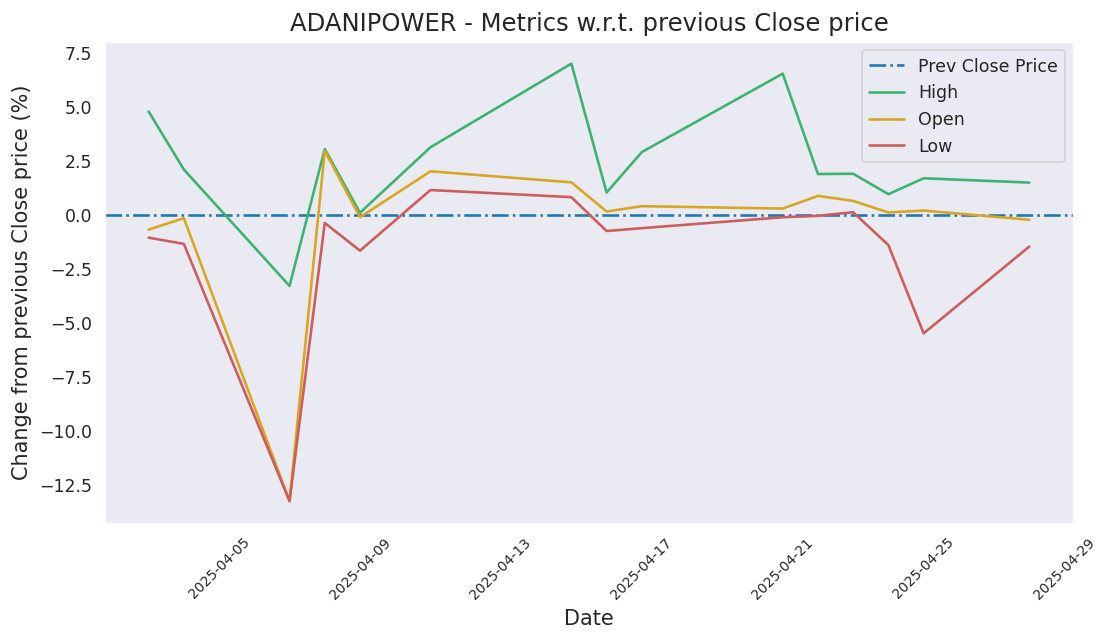 ADANIPOWER - Metrics w.r.t. previous Close price
Change from previous Close price (%)
7.5
5.0
2.5
0.0
−2.5
−5.0
−7.5
−10.0
−12.5
Prev Close Price
High
Open
Low
2025-04-05
2025-04-09
2025-04-13
2025-04-17
2025-04-21
2025-04-25
2025-04-29
Date